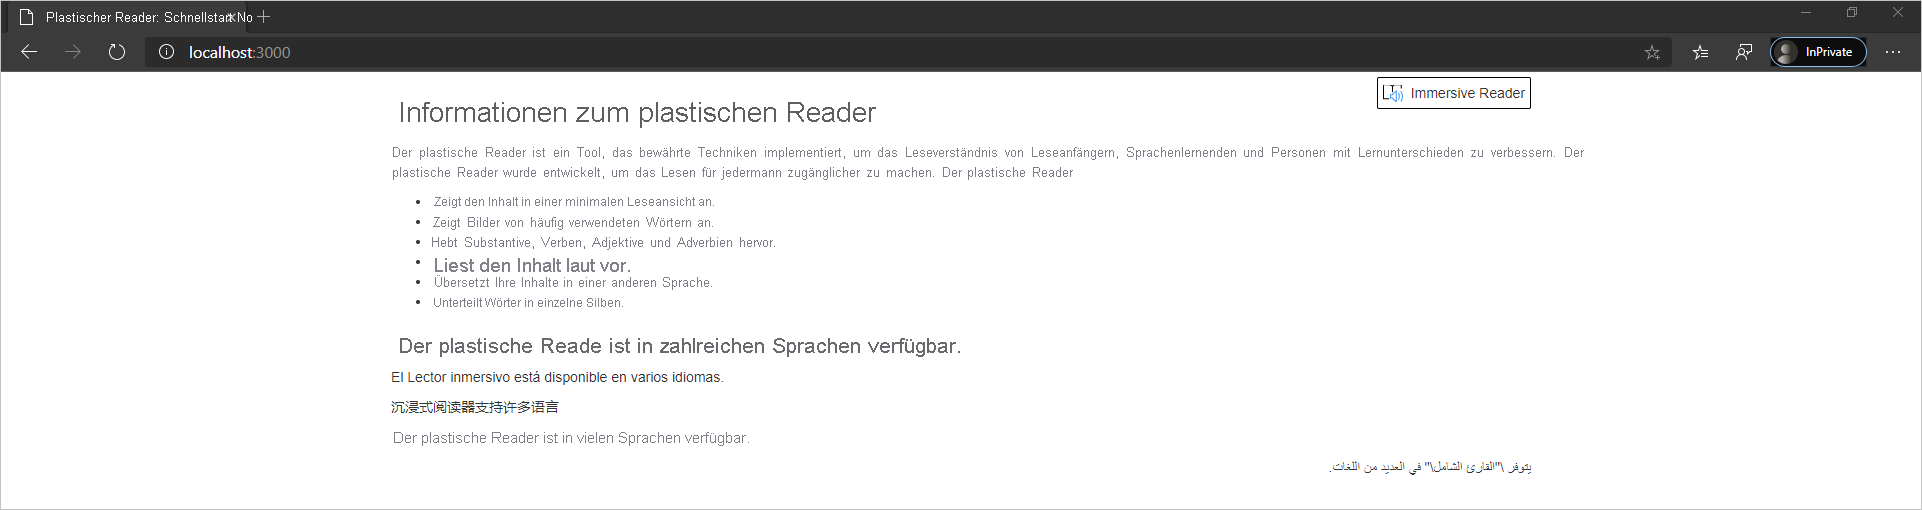 Plastischer Reader: Schnellstart No
localhost:3000
InPrivate
Immersive Reader
Informationen zum plastischen Reader
Der plastische Reader ist ein Tool, das bewährte Techniken implementiert, um das Leseverständnis von Leseanfängern, Sprachenlernenden und Personen mit Lernunterschieden zu verbessern. Der
plastische Reader wurde entwickelt, um das Lesen für jedermann zugänglicher zu machen. Der plastische Reader
Zeigt den Inhalt in einer minimalen Leseansicht an.
Zeigt Bilder von häufig verwendeten Wörtern an.
Hebt Substantive, Verben, Adjektive und Adverbien hervor.
Liest den Inhalt laut vor.
Übersetzt Ihre Inhalte in einer anderen Sprache.
Unterteilt Wörter in einzelne Silben.
Der plastische Reade ist in zahlreichen Sprachen verfügbar.
El Lector inmersivo está disponible en varios idiomas.
沉浸式阅读器支持许多语言
Der plastische Reader ist in vielen Sprachen verfügbar.
يتوفر \"القارئ الشامل\" في العديد من اللغات.